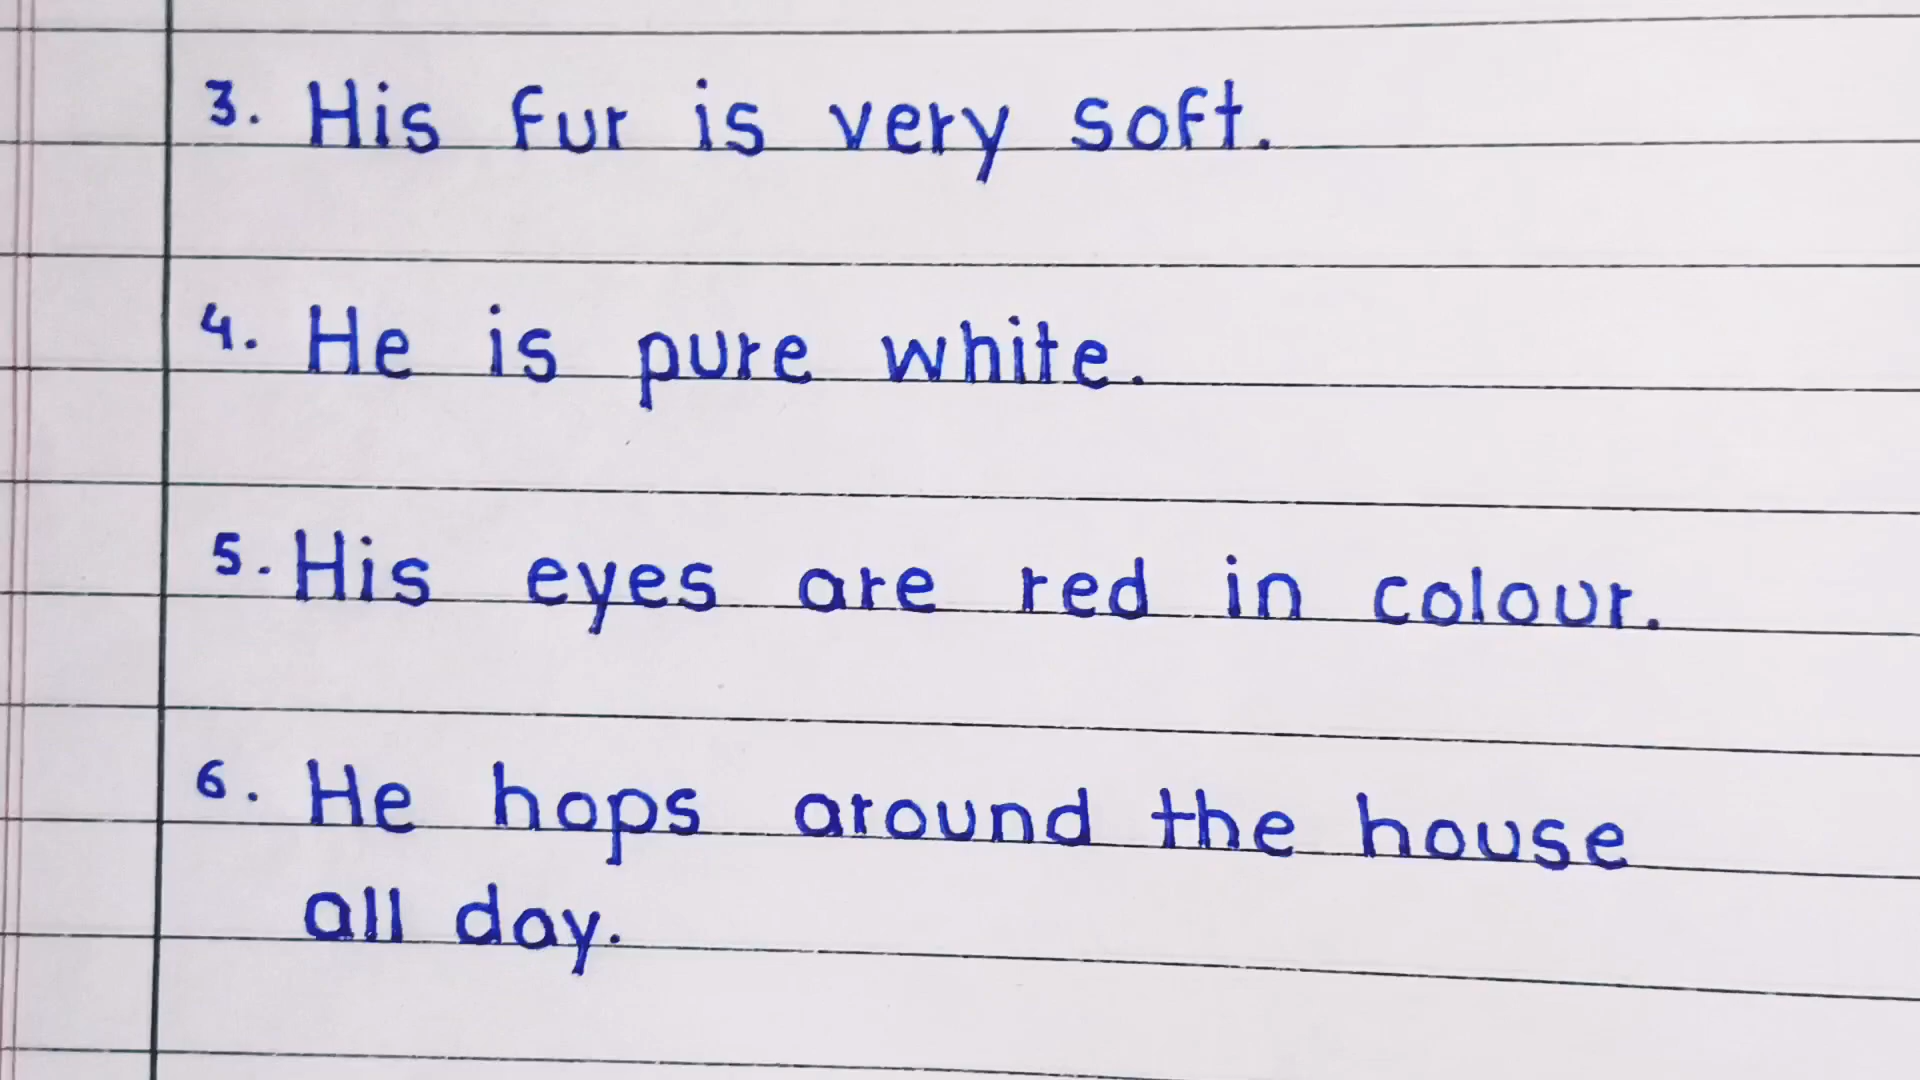 3. His fur is very soft.
4. He is pure white.
5. His eyes are red in colour.
6. He hops around the house
all day.